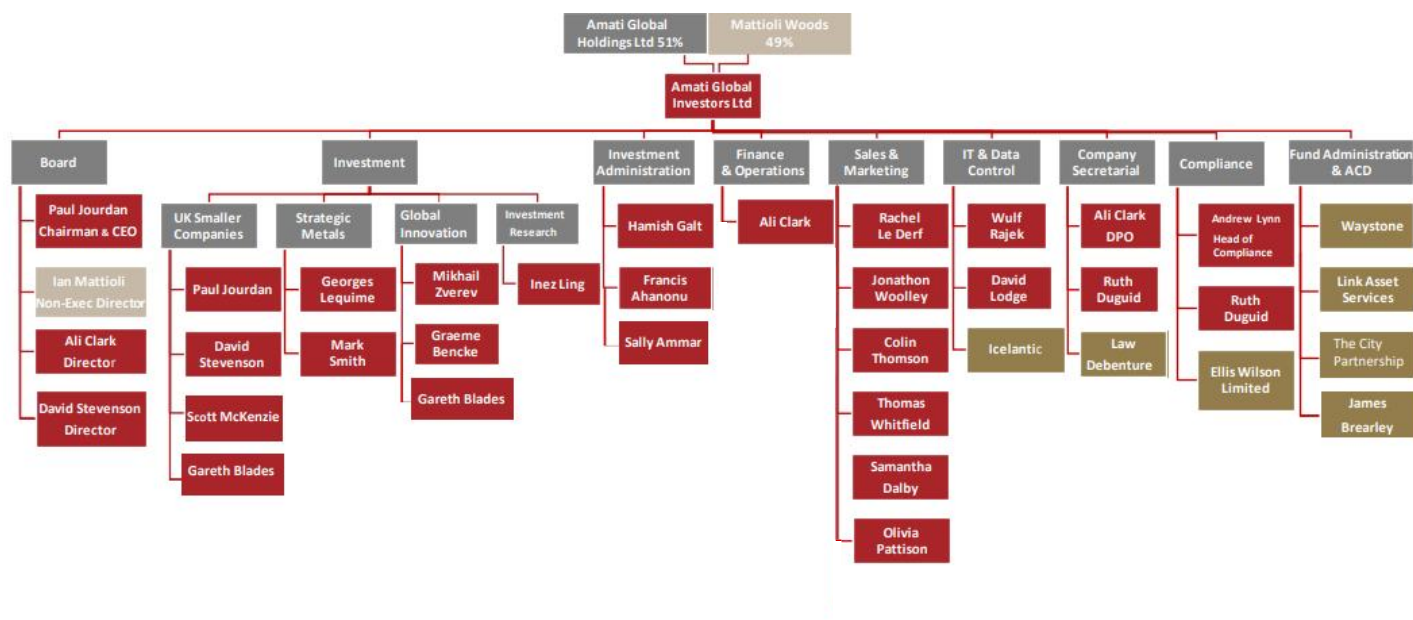 Amati Global
Holdings Ltd 51%
Mattioli Woods
49%
Amati Global
Investors Ltd
Board
Paul Jourdan
Chairman & CEO
Ian Mattioli
Non-Exec Director
Ali Clark
Director
David Stevenson
Director
Investment
UK Smaller
Companies
Paul Jourdan
David
Stevenson
Scott McKenzie
Gareth Blades
Strategic
Metals
Georges
Lequime
Mark
Smith
Global
Innovation
Mikhail
Zverev
Graeme
Bencke
Gareth Blades
Investment
Research
Inez Ling
Investment
Administration
Hamish Galt
Francis
Ahanonu
Sally Ammar
Finance
& Operations
Ali Clark
Sales &
Marketing
Rachel
Le Derf
Jonathon
Woolley
Colin
Thomson
Thomas
Whitfield
Samantha
Dalby
Olivia
Pattison
IT & Data
Control
Wulf
Rajek
David
Lodge
Icelantic
Company
Secretarial
Ali Clark
DPO
Ruth
Duguid
Law
Debenture
Compliance
Andrew Lynn
Head of
Compliance
Ruth
Duguid
Ellis Wilson
Limited
Fund Administration
& ACD
Waystone
Link Asset
Services
The City
Partnership
James
Brearley